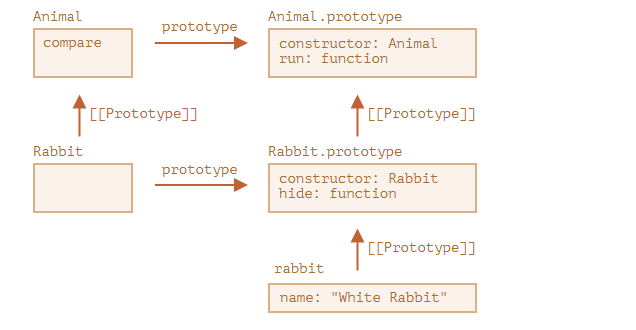 Animal
prototype
Animal.prototype
compare
constructor: Animal
run: function
[[Prototype]]
[[Prototype]]
Rabbit
prototype
Rabbit.prototype
constructor: Rabbit
hide: function
[[Prototype]]
rabbit
name: "White Rabbit"